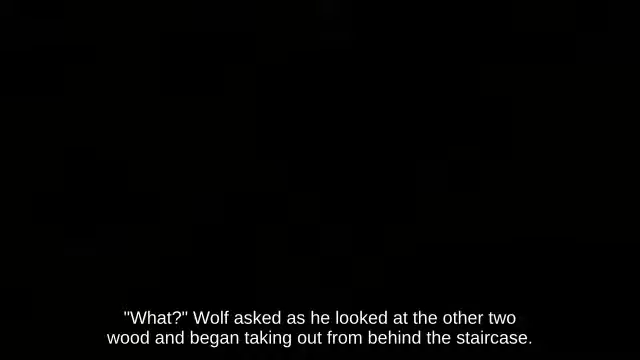 "What?" Wolf asked as he looked at the other two
wood and began taking out from behind the staircase.